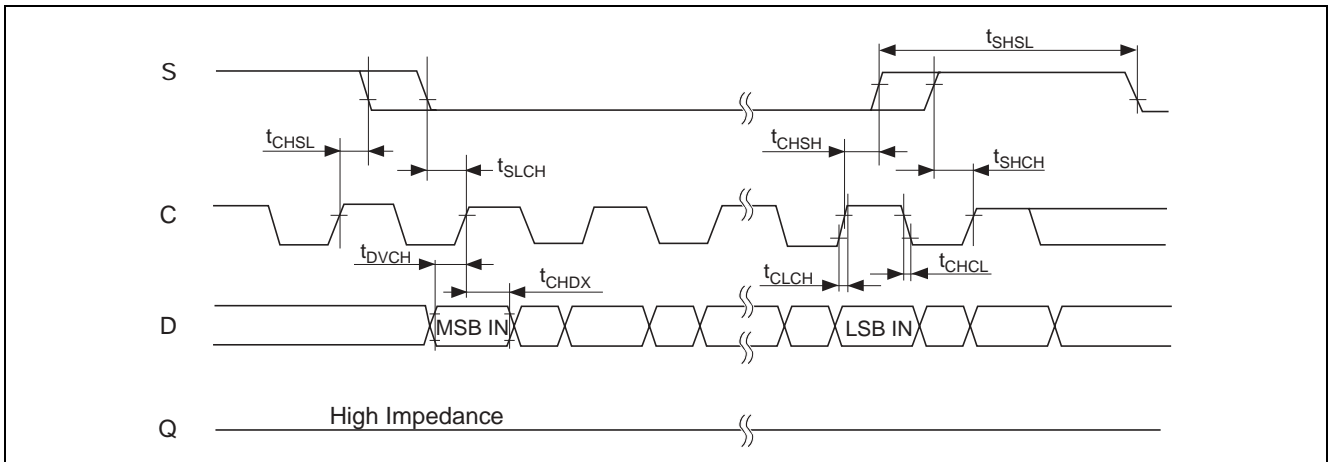 S
tSHSL
tCHSL
tSLCH
tCHSH
tSHCH
C
tDVCH
tCHDX
tCLCH
tCHCL
D
MSB IN
LSB IN
Q
High Impedance